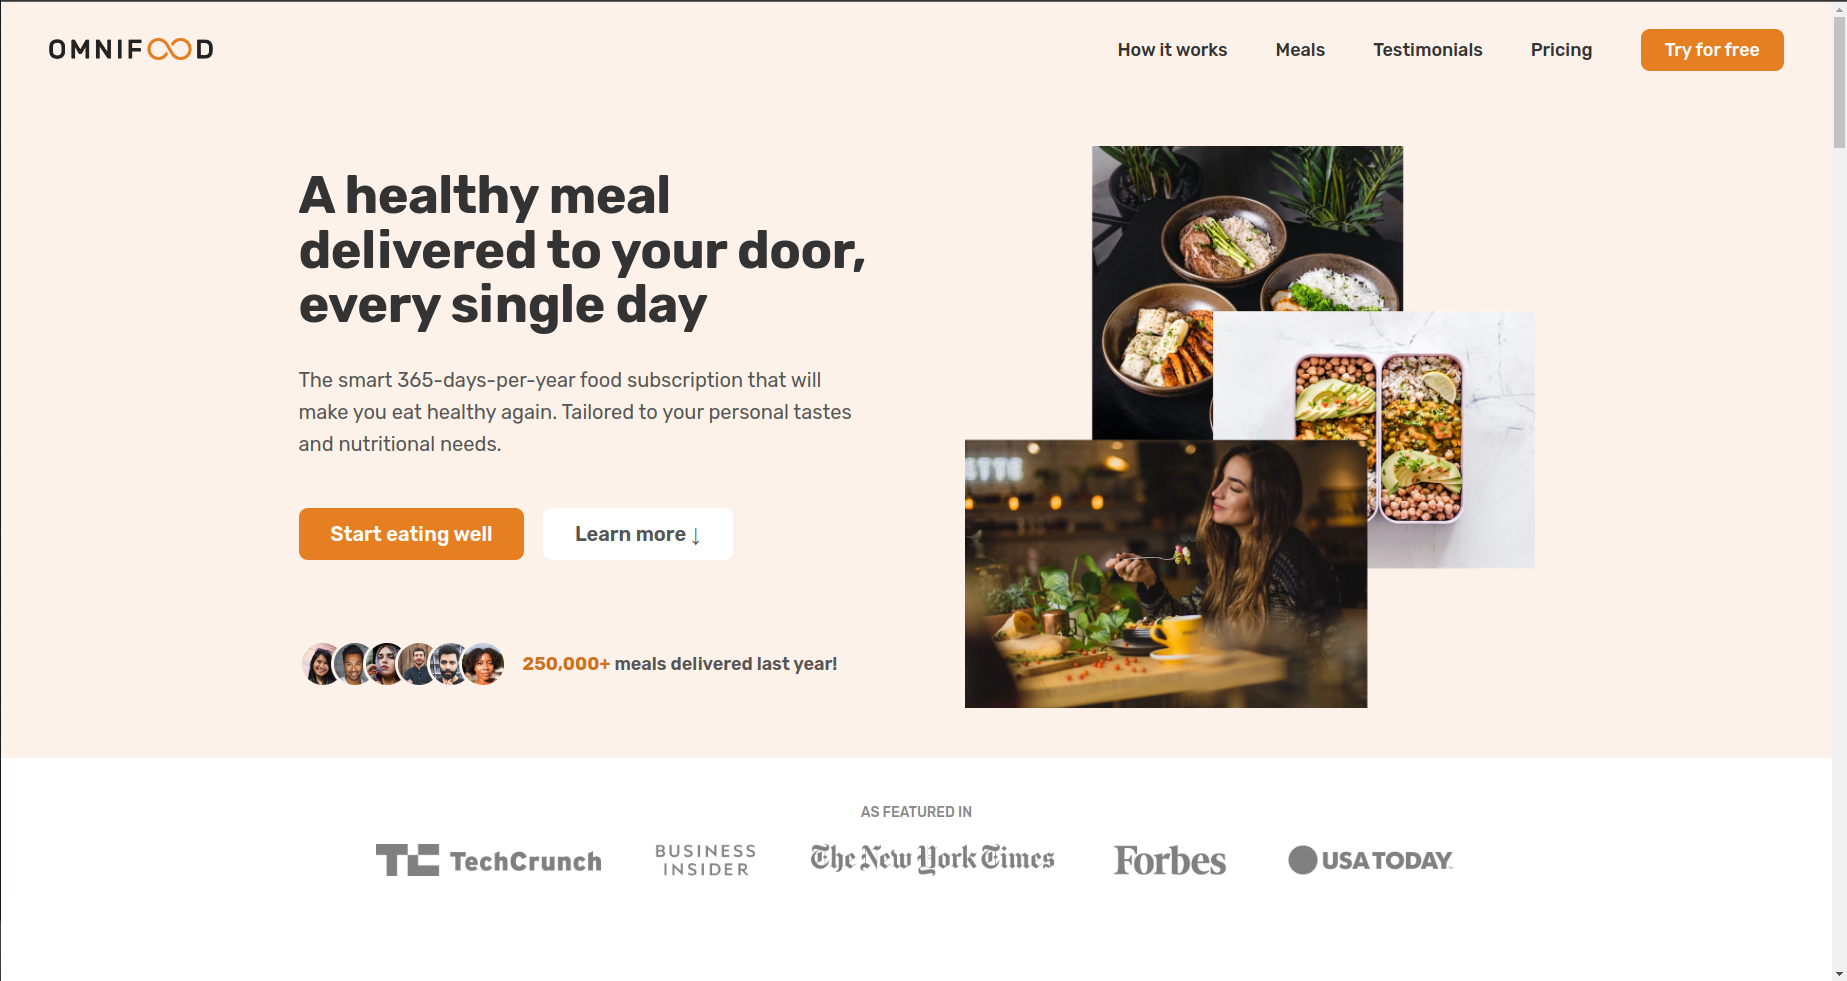 OMNIFOOD
How it works
Meals
Testimonials
Pricing
Try for free
A healthy meal
delivered to your door,
every single day
The smart 365-days-per-year food subscription that will
make you eat healthy again. Tailored to your personal tastes
and nutritional needs.
Start eating well
Learn more ↓
250,000+ meals delivered last year!
ETTE
AS FEATURED IN
TC TechCrunch
BUSINESS
INSIDER
The New York Times
Forbes
USA TODAY